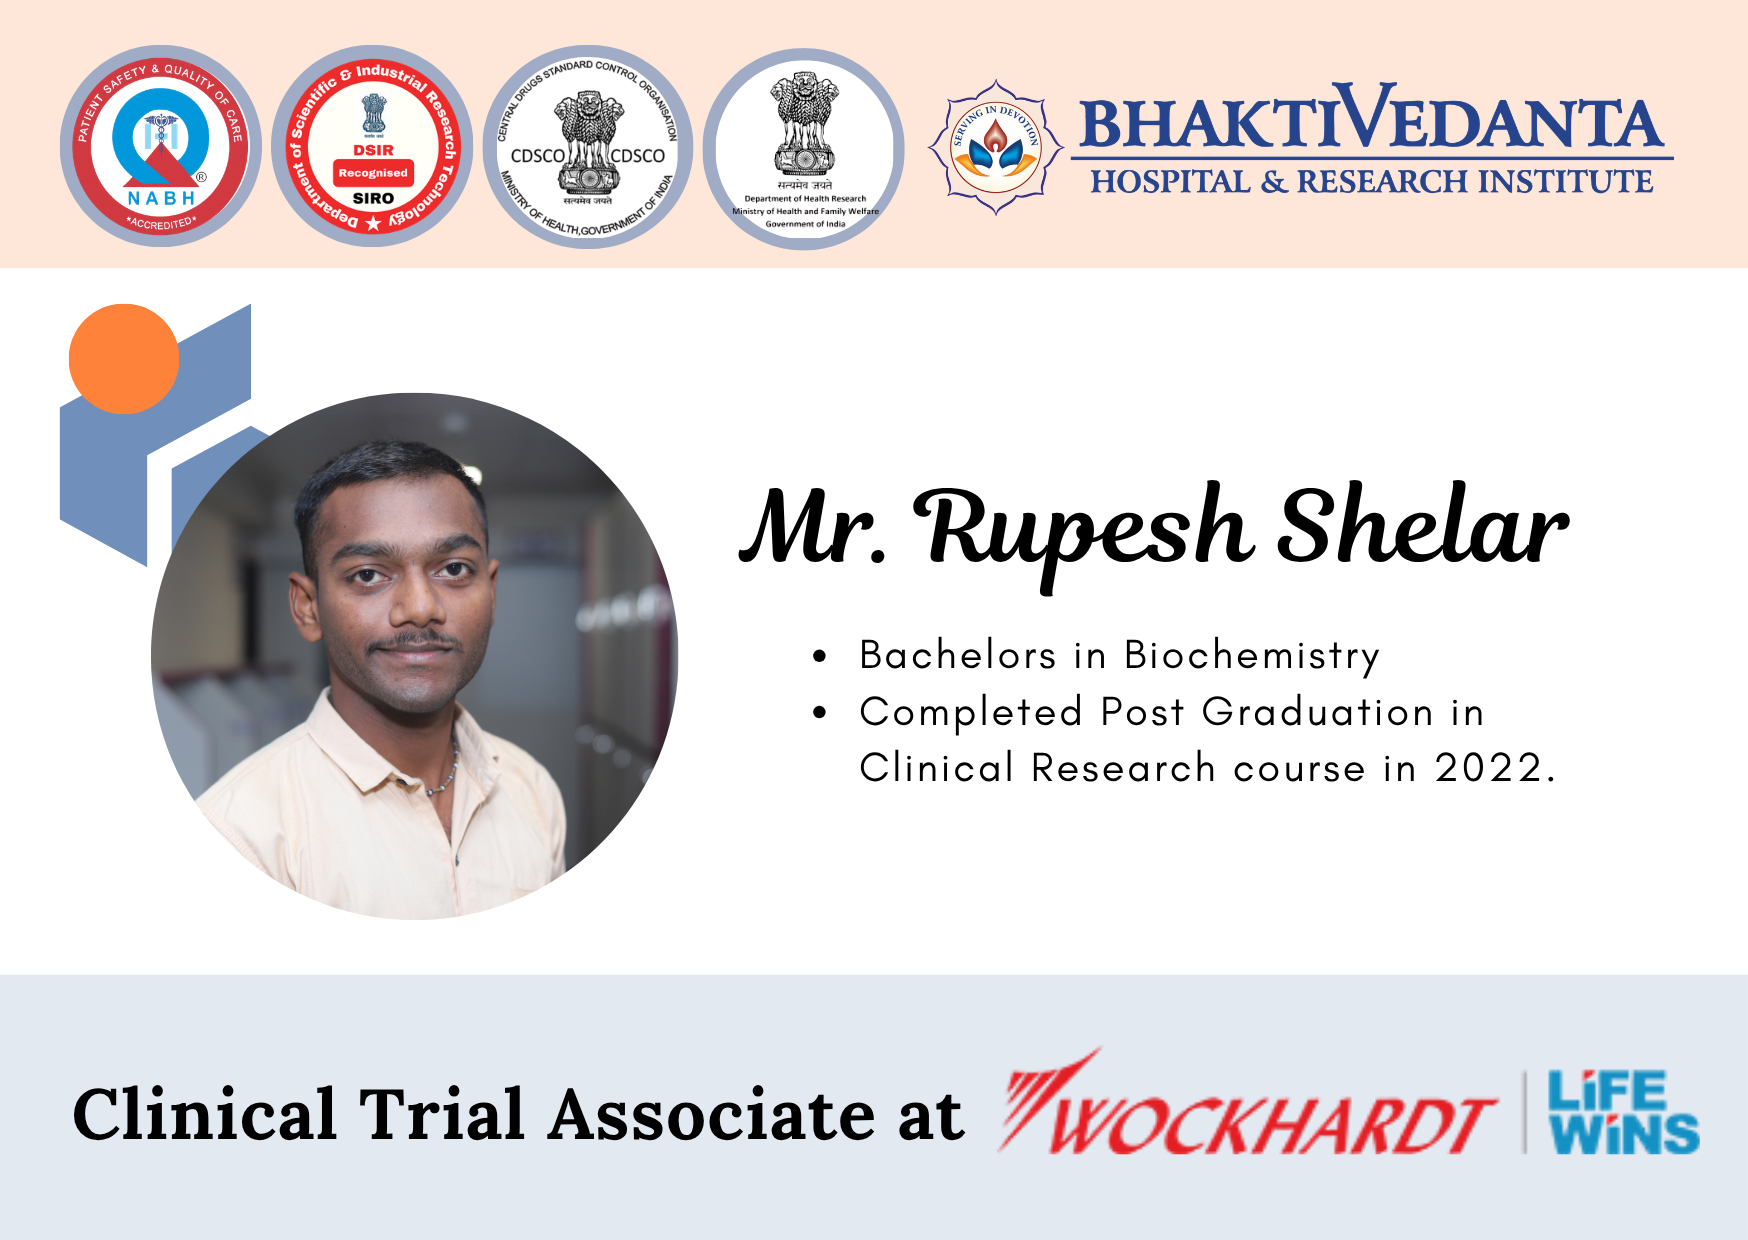 PATIENT SAFETY & QUALITY OF CARE
®
NABH
*ACCREDITED*
Department of Scientific & Industrial Research Technology
सत्यमेव जयते
DSIR
Recognised
SIRO
CENTRAL DRUGS STANDARD CONTROL ORGANISATION
CDSCO CDSCO
सत्यमेव जयते
MINISTRY OF HEALTH,GOVERNMENT OF INDIA
सत्यमेव जयते
Department of Health Research
Ministry of Health and Family Welfare
Government of India
SERVING IN DEVOTION
BHAKTIVEDANTA
HOSPITAL & RESEARCH INSTITUTE
Mr. Rupesh Shelar
• Bachelors in Biochemistry
• Completed Post Graduation in
Clinical Research course in 2022.
Clinical Trial Associate at WOCKHARDT
LiFE
WiNS